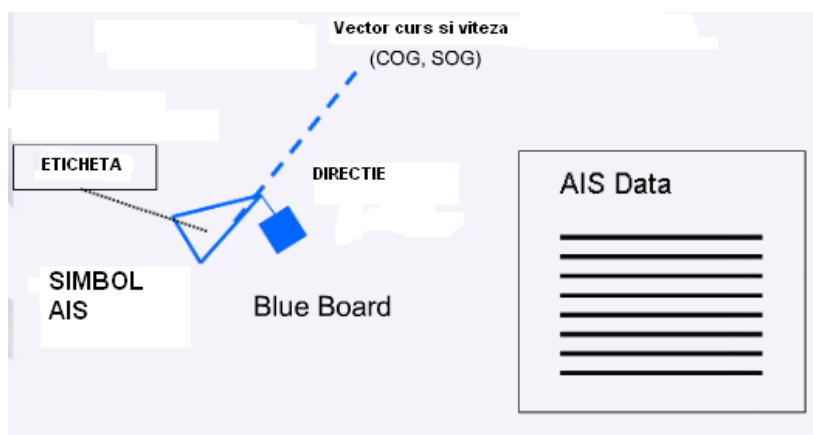 Vector curs si viteza
(COG, SOG)
ETICHETA
DIRECTIE
AIS Data
SIMBOL
AIS
Blue Board